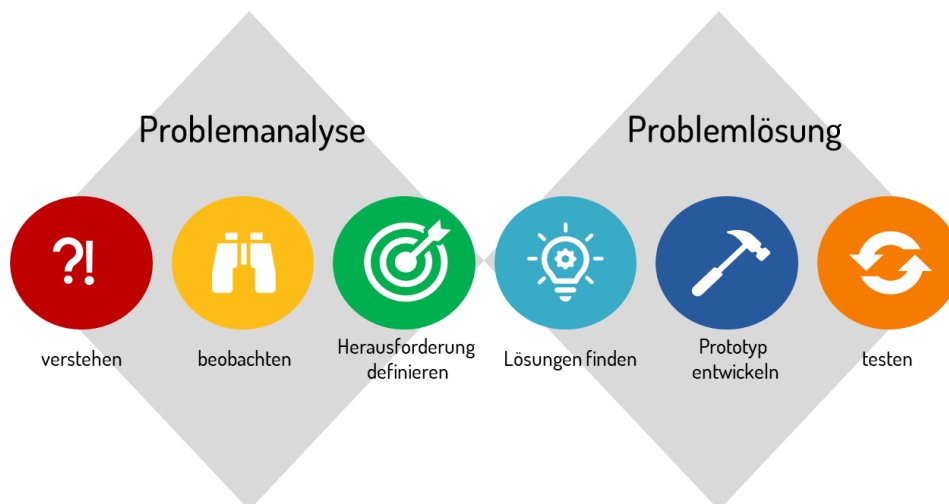 Problemanalyse
Problemlösung
?!
verstehen
beobachten
Herausforderung
definieren
Lösungen finden
Prototyp
entwickeln
testen